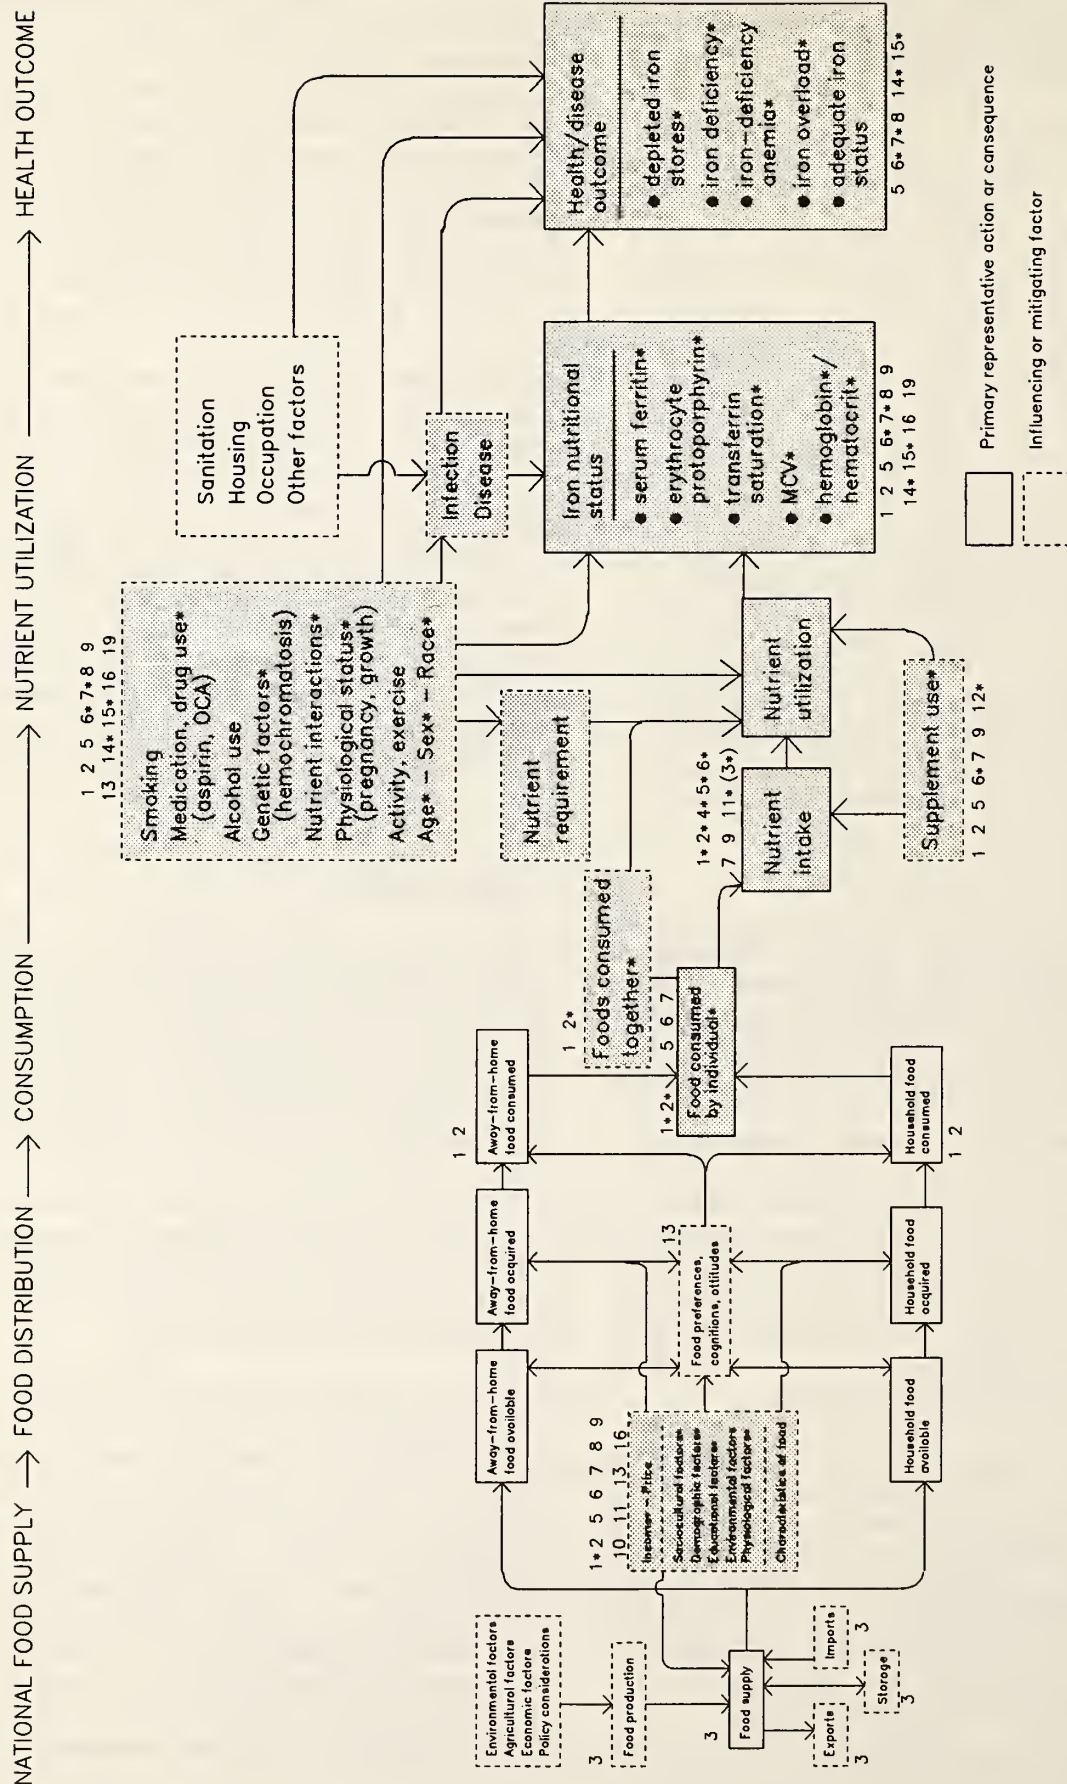 NATIONAL FOOD SUPPLY → FOOD DISTRIBUTION → CONSUMPTION → NUTRIENT UTILIZATION → HEALTH OUTCOME
Environmental factors
Agricultural factors
Economic factors
Policy considerations
3
Food production
3
Food supply
Exports
3
Storage
3
Imports
3
1* 2 5 6 7 8 9
10 11 13 16
Income* – Price
Sociocultural factors*
Demographic factors*
Educational factors*
Environmental factors
Physiological factors*
Characteristics of food
Away–from–home
food available
Away–from–home
food acquired
1 2
Away–from–home
food consumed
13
Food preferences,
cognitions, attitudes
Household food
available
Household food
acquired
Household food
consumed
1 2
1 2*
Foods consumed
together*
1* 2* 5 6 7
Food consumed
by individual*
1 2 5 6* 7* 8 9
13 14* 15* 16 19
Smoking
Medication, drug use*
(aspirin, OCA)
Alcohol use
Genetic factors*
(hemochromatosis)
Nutrient interactions*
Physiological status*
(pregnancy, growth)
Activity, exercise
Age* – Sex* – Race*
Nutrient
requirement
1* 2* 4* 5* 6*
7 9 11* (3*)
Nutrient
intake
Nutrient
utilization
Supplement use*
1 2 5 6* 7 9 12*
Sanitation
Housing
Occupation
Other factors
Infection
Disease
Iron nutritional
status
● serum ferritin*
● erythrocyte
protoporphyrin*
● transferrin
saturation*
● MCV*
● hemoglobin*/
hematocrit*
1 2 5 6* 7* 8 9
14* 15* 16 19
Health/disease
outcome
● depleted iron
stores*
● iron deficiency*
● iron–deficiency
anemia*
● iron overload*
● adequate iron
status
5 6* 7* 8 14* 15*
Primary representative action or cansequence
Influencing or mitigating factor